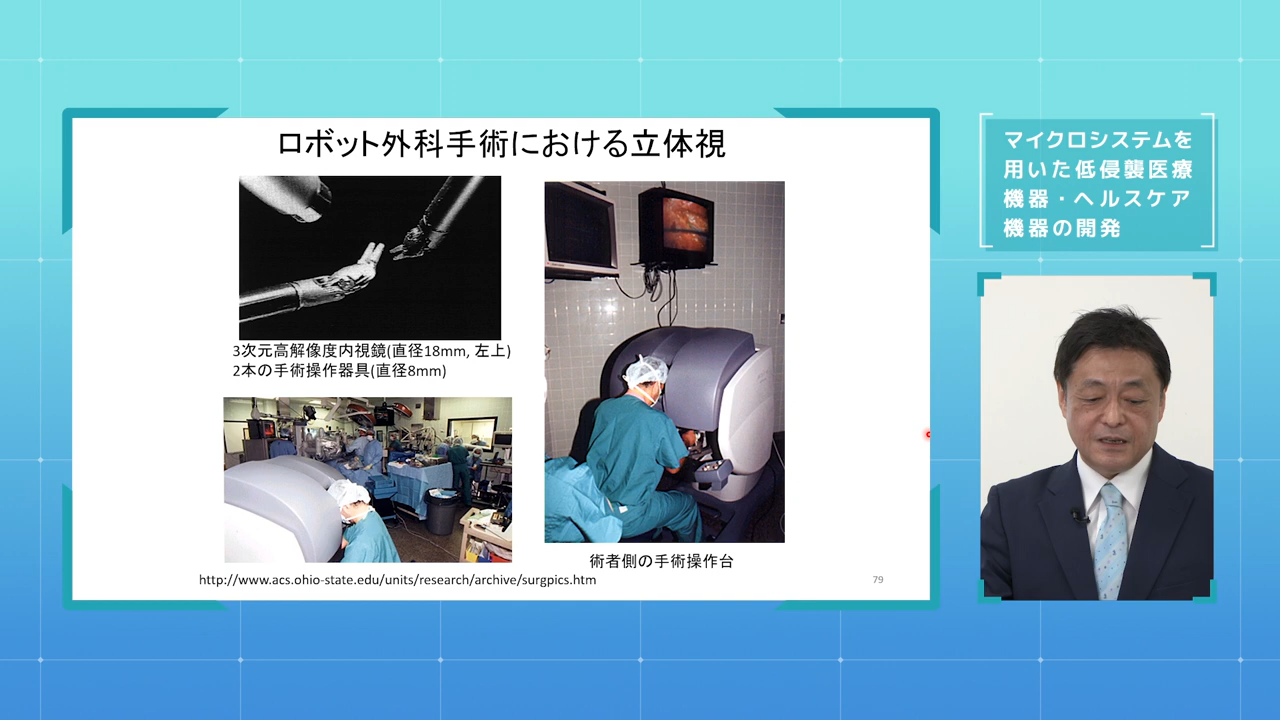 ロボット外科手術における立体視
3次元高解像度内視鏡(直径18mm, 左上)
2本の手術操作器具(直径8mm)
術者側の手術操作台
http://www.acs.ohio-state.edu/units/research/archive/surgpics.htm
79
マイクロシステムを
用いた低侵襲医療
機器・ヘルスケア
機器の開発